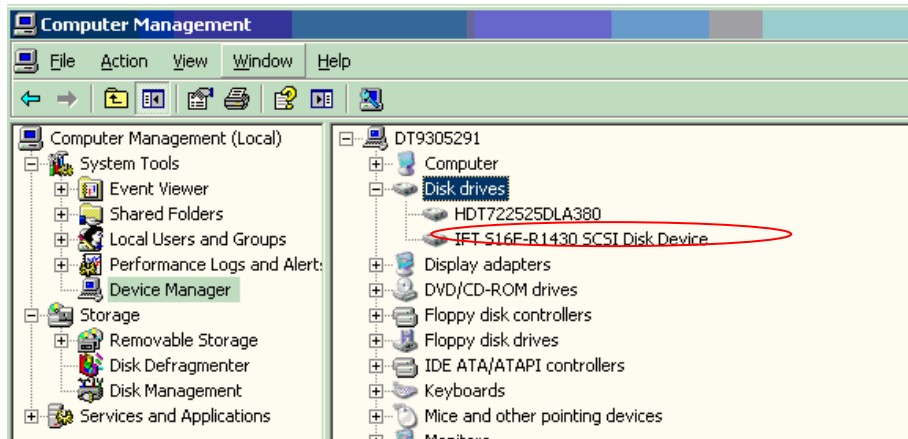 Computer Management
File Action View Window Help
Computer Management (Local)
System Tools
Event Viewer
Shared Folders
Local Users and Groups
Performance Logs and Alert
Device Manager
Storage
Removable Storage
Disk Defragmenter
Disk Management
Services and Applications
DT9305291
Computer
Disk drives
HDT722525DLA380
IFT S16F-R1430 SCSI Disk Device
Display adapters
DVD/CD-ROM drives
Floppy disk controllers
Floppy disk drives
IDE ATA/ATAPI controllers
Keyboards
Mice and other pointing devices
Monitors